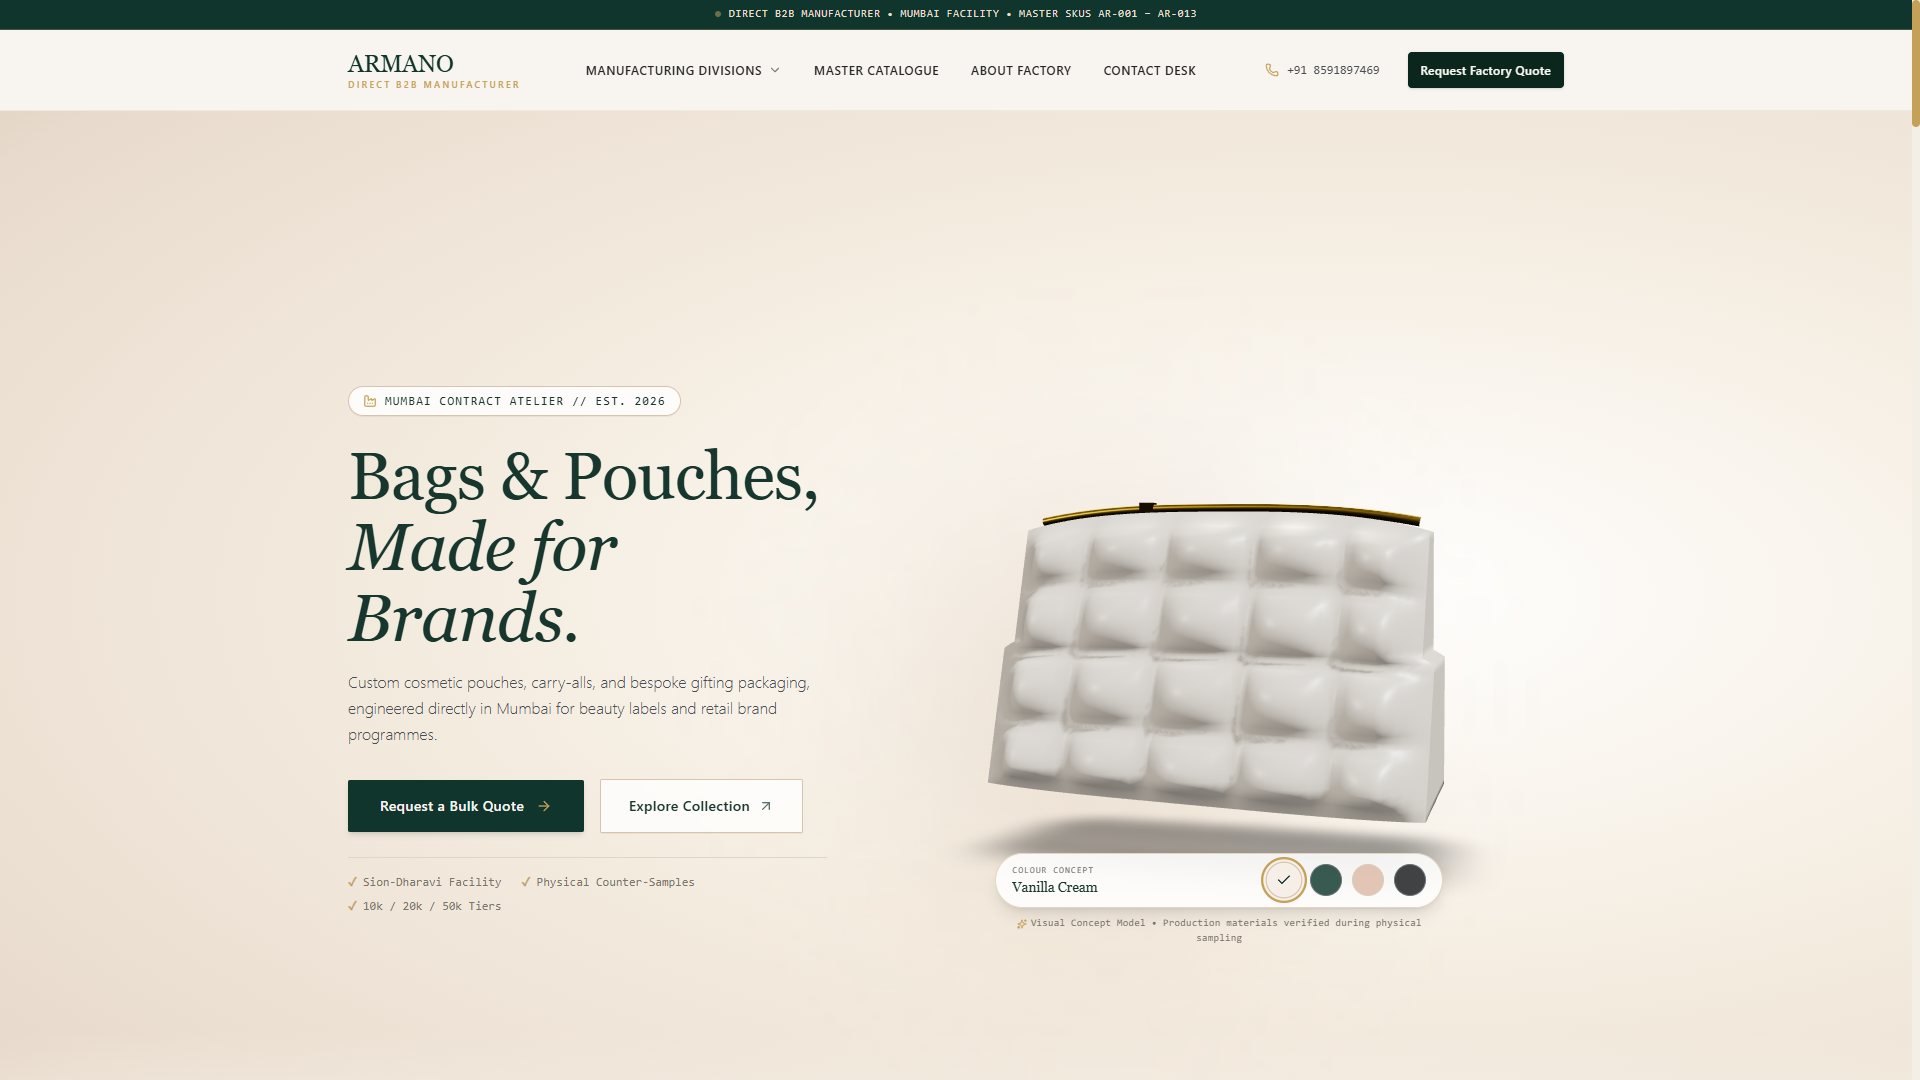 DIRECT B2B MANUFACTURER • MUMBAI FACILITY • MASTER SKUS AR-001 – AR-013
ARMANO
DIRECT B2B MANUFACTURER
MANUFACTURING DIVISIONS
MASTER CATALOGUE
ABOUT FACTORY
CONTACT DESK
+91 8591897469
Request Factory Quote
MUMBAI CONTRACT ATELIER // EST. 2026
Bags & Pouches,
Made for
Brands.
Custom cosmetic pouches, carry-alls, and bespoke gifting packaging,
engineered directly in Mumbai for beauty labels and retail brand
programmes.
Request a Bulk Quote
Explore Collection
✓ Sion-Dharavi Facility ✓ Physical Counter-Samples
✓ 10k / 20k / 50k Tiers
COLOUR CONCEPT
Vanilla Cream
Visual Concept Model • Production materials verified during physical
sampling